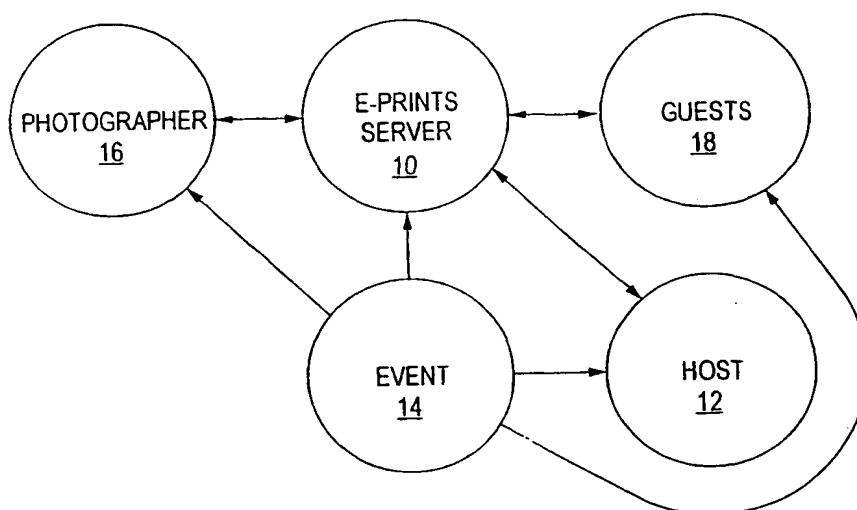 PHOTOGRAPHER
16
E-PRINTS
SERVER
10
GUESTS
18
EVENT
14
HOST
12